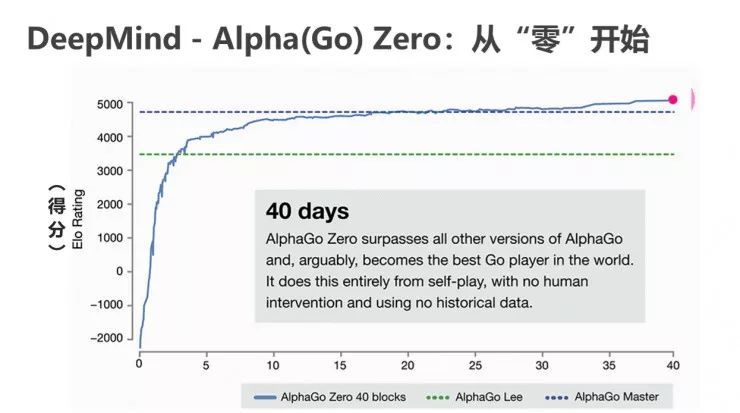 DeepMind - Alpha(Go) Zero：从“零”开始
5000
4000
3000
2000
1000
0
−1000
−2000
（得分）
Elo Rating
40 days
AlphaGo Zero surpasses all other versions of AlphaGo
and, arguably, becomes the best Go player in the world.
It does this entirely from self-play, with no human
intervention and using no historical data.
0 5 10 15 20 25 30 35 40
AlphaGo Zero 40 blocks AlphaGo Lee AlphaGo Master